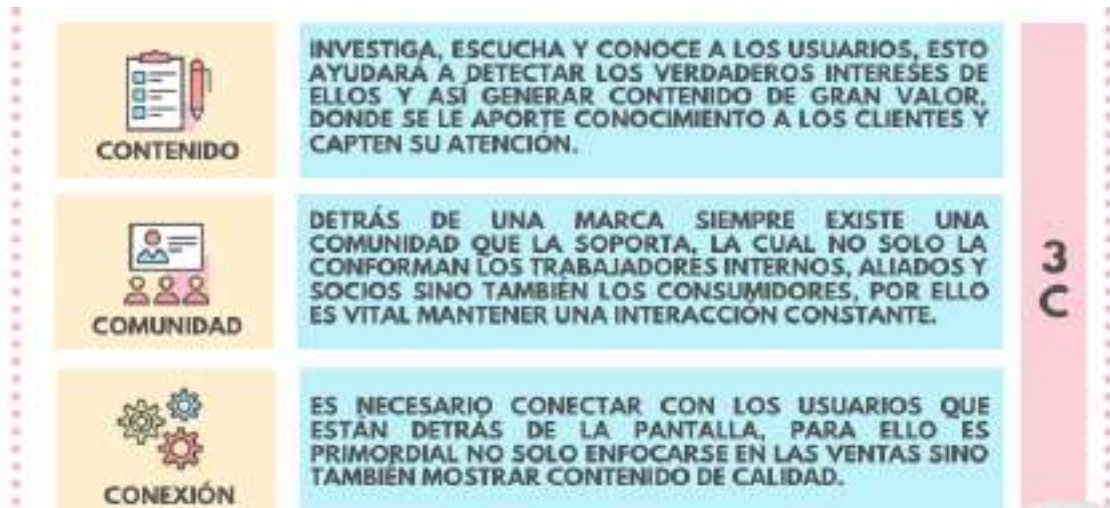 CONTENIDO
INVESTIGA, ESCUCHA Y CONOCE A LOS USUARIOS, ESTO
AYUDARÁ A DETECTAR LOS VERDADEROS INTERESES DE
ELLOS Y ASÍ GENERAR CONTENIDO DE GRAN VALOR,
DONDE SE LE APORTE CONOCIMIENTO A LOS CLIENTES Y
CAPTEN SU ATENCIÓN.
COMUNIDAD
DETRÁS DE UNA MARCA SIEMPRE EXISTE UNA
COMUNIDAD QUE LA SOPORTA, LA CUAL NO SOLO LA
CONFORMAN LOS TRABAJADORES INTERNOS, ALIADOS Y
SOCIOS SINO TAMBIÉN LOS CONSUMIDORES, POR ELLO
ES VITAL MANTENER UNA INTERACCIÓN CONSTANTE.
CONEXIÓN
ES NECESARIO CONECTAR CON LOS USUARIOS QUE
ESTÁN DETRÁS DE LA PANTALLA, PARA ELLO ES
PRIMORDIAL NO SOLO ENFOCARSE EN LAS VENTAS SINO
TAMBIÉN MOSTRAR CONTENIDO DE CALIDAD.
3
C